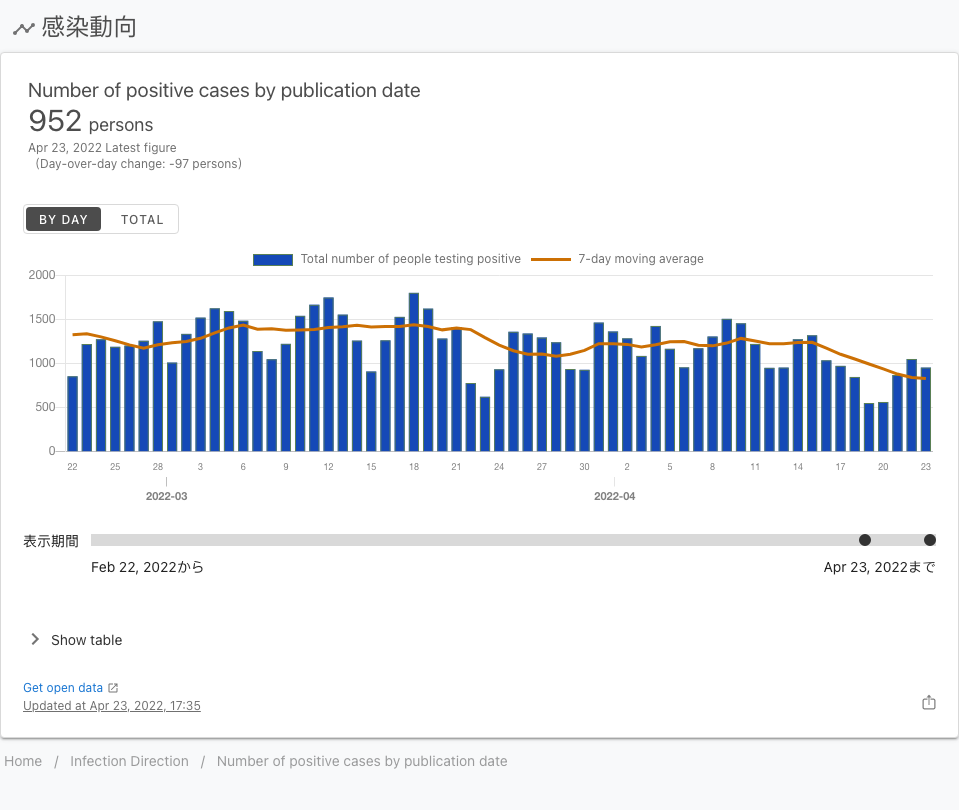 感染動向
Number of positive cases by publication date
952 persons
Apr 23, 2022 Latest figure
(Day-over-day change: -97 persons)
BY DAY TOTAL
Total number of people testing positive 7-day moving average
2000
1500
1000
500
0
22 25 28 3 6 9 12 15 18 21 24 27 30 2 5 8 11 14 17 20 23
2022-03 2022-04
表示期間
Feb 22, 2022から Apr 23, 2022まで
Show table
Get open data
Updated at Apr 23, 2022, 17:35
Home / Infection Direction / Number of positive cases by publication date